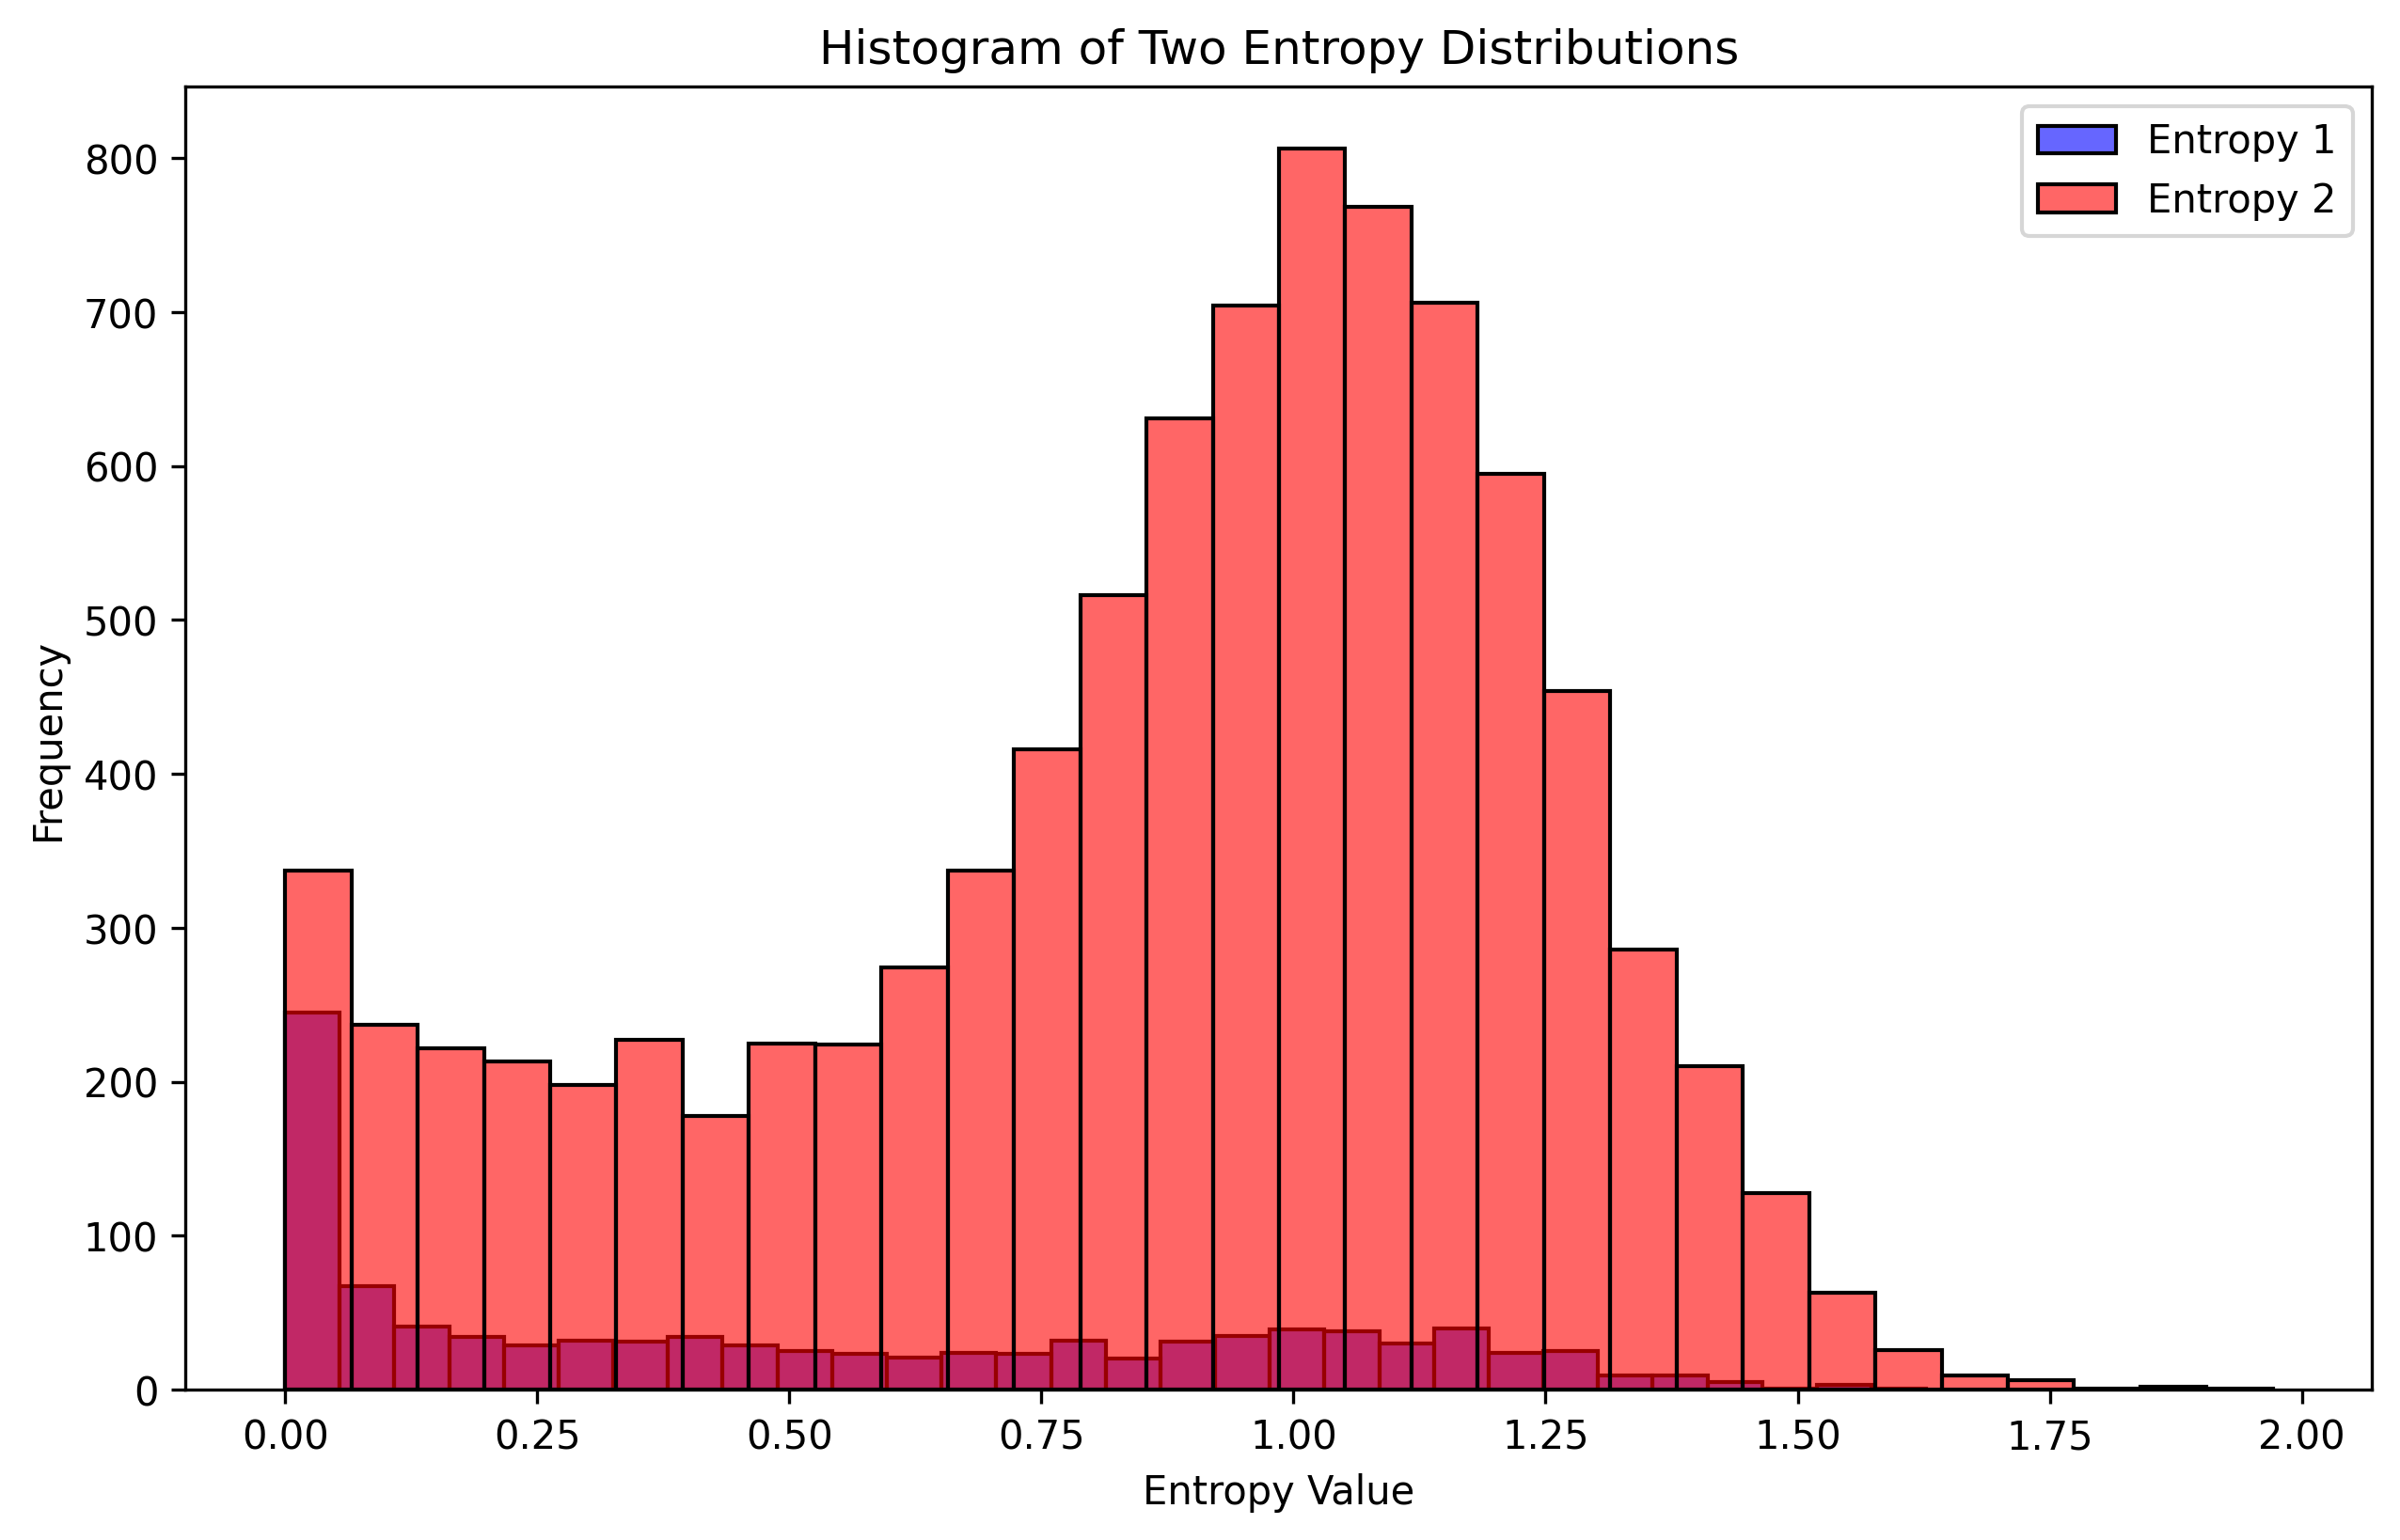 Histogram of Two Entropy Distributions
Entropy 1
Entropy 2
Frequency
800
700
600
500
400
300
200
100
0
0.00 0.25 0.50 0.75 1.00 1.25 1.50 1.75 2.00
Entropy Value